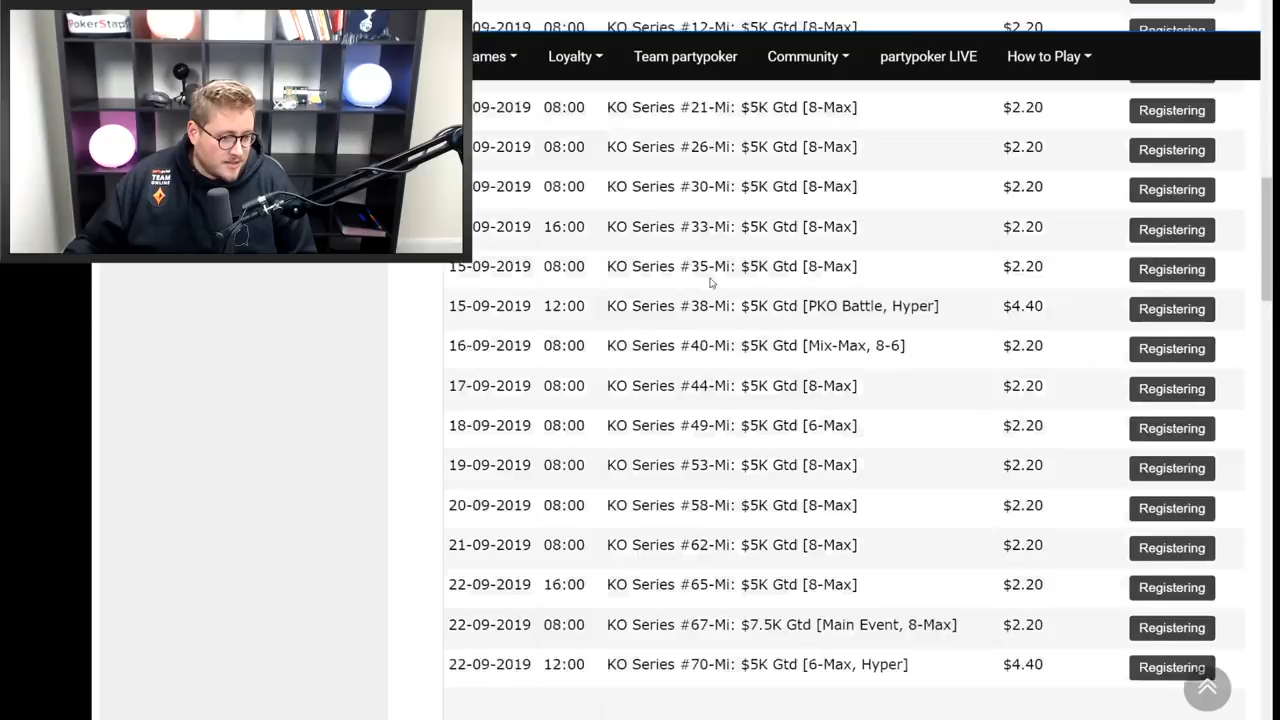 PokerStapl
09-2019 08:00 KO Series #12-Mi: $5K Gtd [8-Max] $2.20 Registering
ames Loyalty Team partypoker Community partypoker LIVE How to Play
-09-2019 08:00 KO Series #21-Mi: $5K Gtd [8-Max] $2.20 Registering
-09-2019 08:00 KO Series #26-Mi: $5K Gtd [8-Max] $2.20 Registering
-09-2019 08:00 KO Series #30-Mi: $5K Gtd [8-Max] $2.20 Registering
-09-2019 16:00 KO Series #33-Mi: $5K Gtd [8-Max] $2.20 Registering
15-09-2019 08:00 KO Series #35-Mi: $5K Gtd [8-Max] $2.20 Registering
15-09-2019 12:00 KO Series #38-Mi: $5K Gtd [PKO Battle, Hyper] $4.40 Registering
16-09-2019 08:00 KO Series #40-Mi: $5K Gtd [Mix-Max, 8-6] $2.20 Registering
17-09-2019 08:00 KO Series #44-Mi: $5K Gtd [8-Max] $2.20 Registering
18-09-2019 08:00 KO Series #49-Mi: $5K Gtd [6-Max] $2.20 Registering
19-09-2019 08:00 KO Series #53-Mi: $5K Gtd [8-Max] $2.20 Registering
20-09-2019 08:00 KO Series #58-Mi: $5K Gtd [8-Max] $2.20 Registering
21-09-2019 08:00 KO Series #62-Mi: $5K Gtd [8-Max] $2.20 Registering
22-09-2019 16:00 KO Series #65-Mi: $5K Gtd [8-Max] $2.20 Registering
22-09-2019 08:00 KO Series #67-Mi: $7.5K Gtd [Main Event, 8-Max] $2.20 Registering
22-09-2019 12:00 KO Series #70-Mi: $5K Gtd [6-Max, Hyper] $4.40 Registering
TEAM
ONLINE